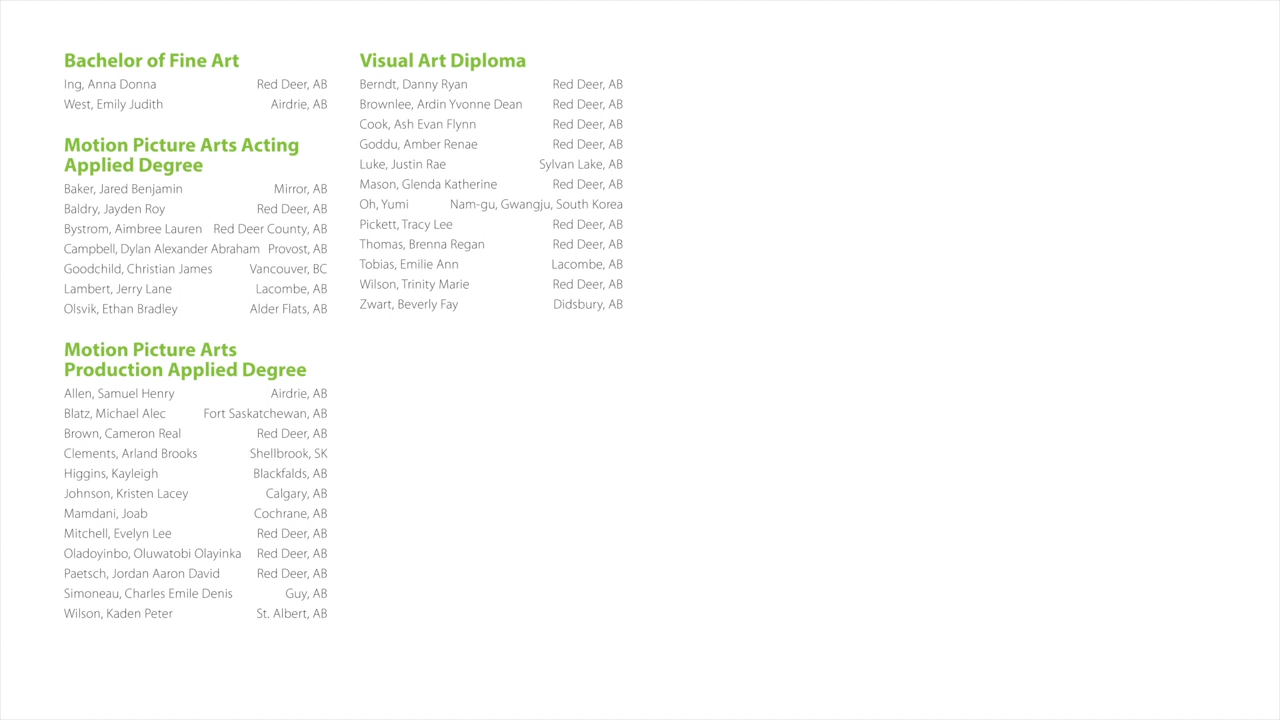 Bachelor of Fine Art
Ing, Anna Donna Red Deer, AB
West, Emily Judith Airdrie, AB
Motion Picture Arts Acting
Applied Degree
Baker, Jared Benjamin Mirror, AB
Baldry, Jayden Roy Red Deer, AB
Bystrom, Aimbree Lauren Red Deer County, AB
Campbell, Dylan Alexander Abraham Provost, AB
Goodchild, Christian James Vancouver, BC
Lambert, Jerry Lane Lacombe, AB
Olsvik, Ethan Bradley Alder Flats, AB
Motion Picture Arts
Production Applied Degree
Allen, Samuel Henry Airdrie, AB
Blatz, Michael Alec Fort Saskatchewan, AB
Brown, Cameron Real Red Deer, AB
Clements, Arland Brooks Shellbrook, SK
Higgins, Kayleigh Blackfalds, AB
Johnson, Kristen Lacey Calgary, AB
Mamdani, Joab Cochrane, AB
Mitchell, Evelyn Lee Red Deer, AB
Oladoyinbo, Oluwatobi Olayinka Red Deer, AB
Paetsch, Jordan Aaron David Red Deer, AB
Simoneau, Charles Emile Denis Guy, AB
Wilson, Kaden Peter St. Albert, AB
Visual Art Diploma
Berndt, Danny Ryan Red Deer, AB
Brownlee, Ardin Yvonne Dean Red Deer, AB
Cook, Ash Evan Flynn Red Deer, AB
Goddu, Amber Renae Red Deer, AB
Luke, Justin Rae Sylvan Lake, AB
Mason, Glenda Katherine Red Deer, AB
Oh, Yumi Nam-gu, Gwangju, South Korea
Pickett, Tracy Lee Red Deer, AB
Thomas, Brenna Regan Red Deer, AB
Tobias, Emilie Ann Lacombe, AB
Wilson, Trinity Marie Red Deer, AB
Zwart, Beverly Fay Didsbury, AB